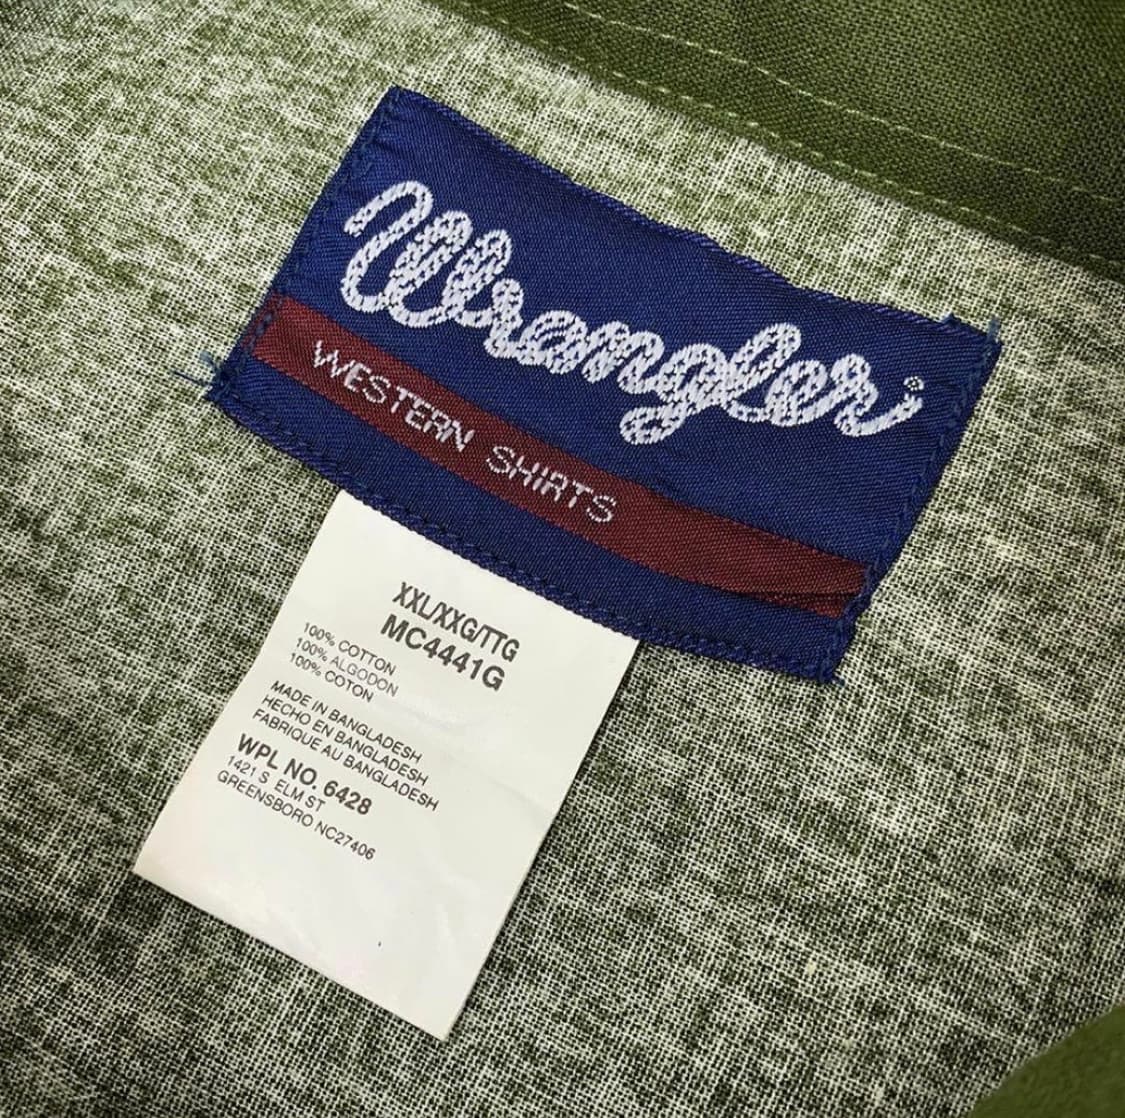 Wrangler
WESTERN SHIRTS
XXL/XXG/TTG
MC4441G
100% COTTON
100% ALGODON
100% COTON
MADE IN BANGLADESH
HECHO EN BANGLADESH
FABRIQUE AU BANGLADESH
WPL NO. 6428
1421 S ELM ST
GREENSBORO NC27406